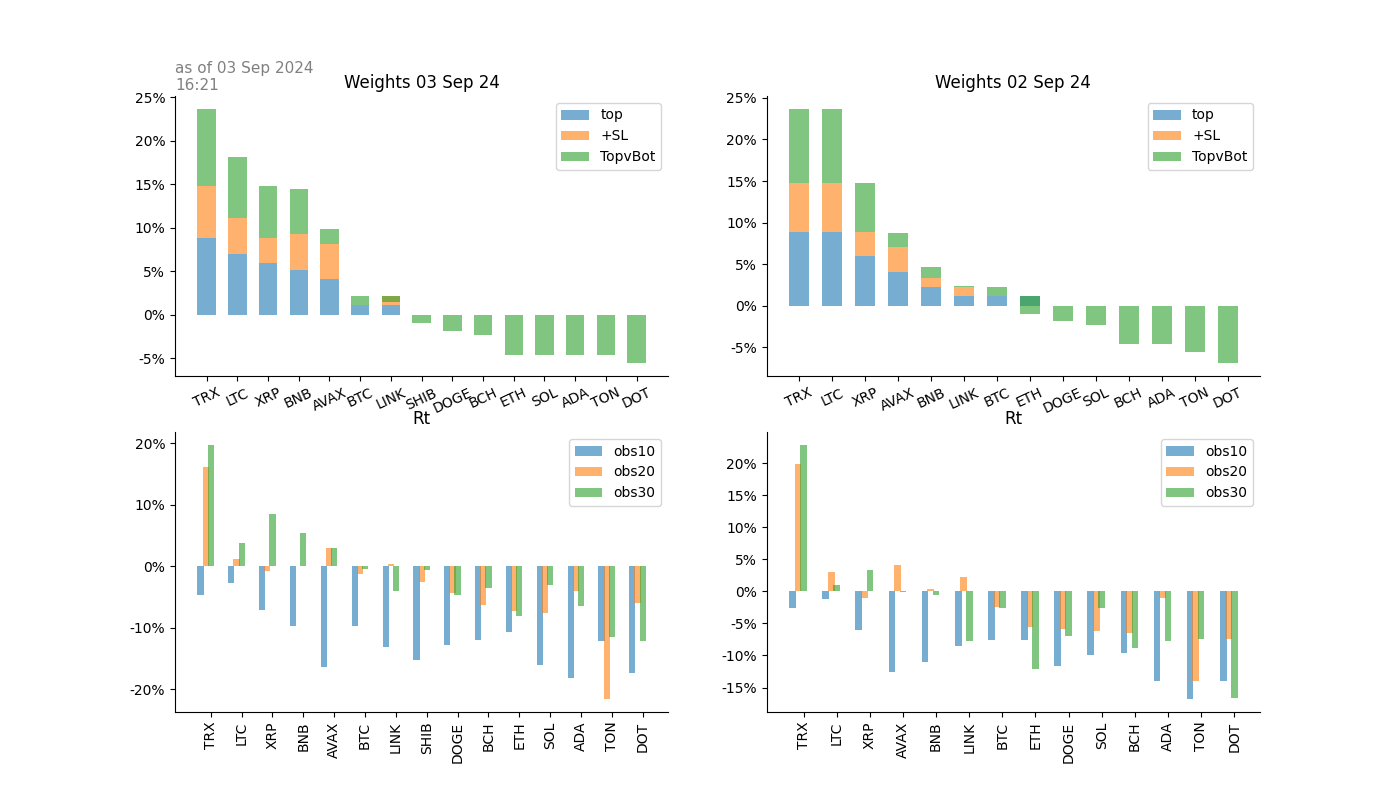 as of 03 Sep 2024
16:21
Weights 03 Sep 24
25%
20%
15%
10%
5%
0%
-5%
top
+SL
TopvBot
TRX LTC XRP BNB AVAX BTC LINK SHIB DOGE BCH ETH SOL ADA TON DOT
Weights 02 Sep 24
25%
20%
15%
10%
5%
0%
-5%
top
+SL
TopvBot
TRX LTC XRP AVAX BNB LINK BTC ETH DOGE SOL BCH ADA TON DOT
Rt
20%
10%
0%
-10%
-20%
obs10
obs20
obs30
TRX LTC XRP BNB AVAX BTC LINK SHIB DOGE BCH ETH SOL ADA TON DOT
Rt
20%
15%
10%
5%
0%
-5%
-10%
-15%
obs10
obs20
obs30
TRX LTC XRP AVAX BNB LINK BTC ETH DOGE SOL BCH ADA TON DOT